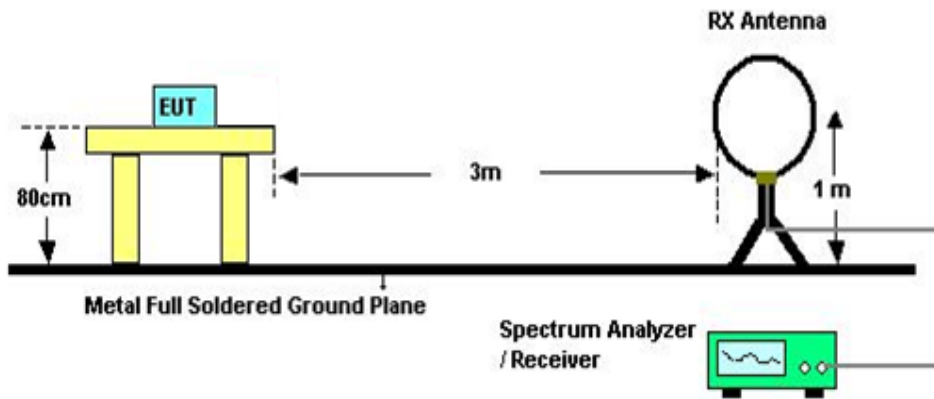 RX Antenna
EUT
3m
80cm
1 m
Metal Full Soldered Ground Plane
Spectrum Analyzer
/ Receiver